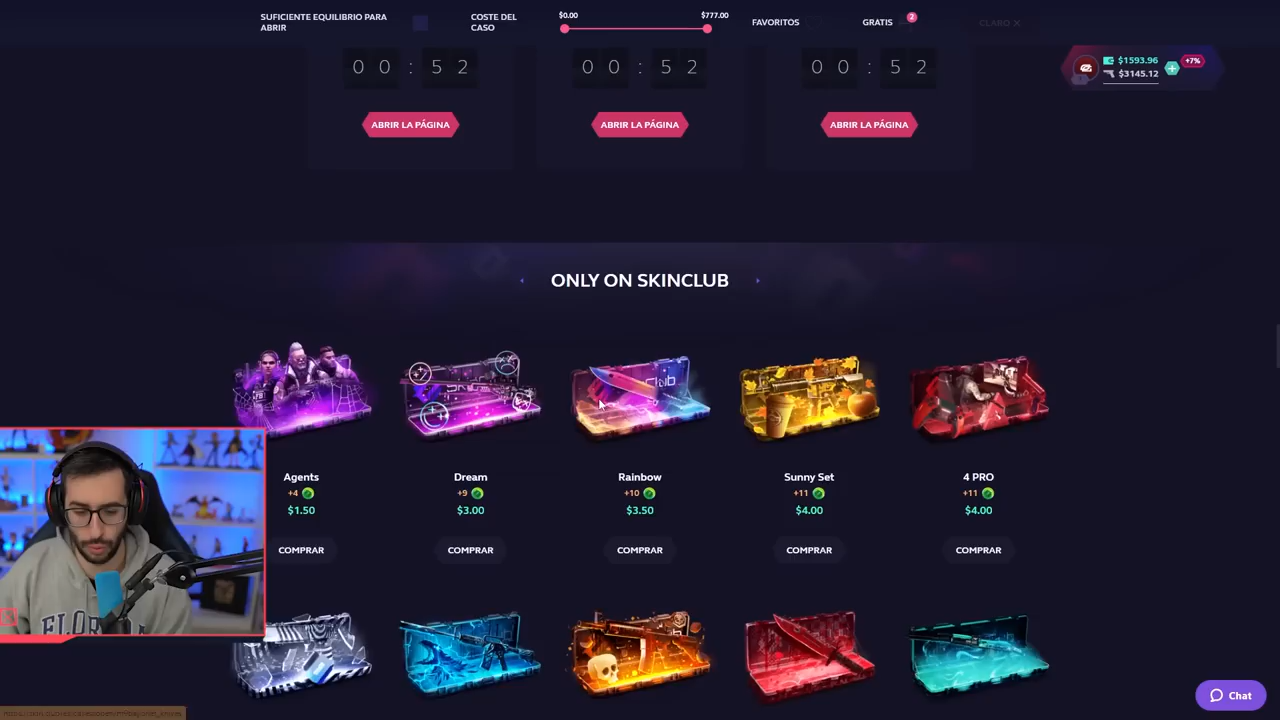 SUFICIENTE EQUILIBRIO PARA
ABRIR
COSTE DEL
CASO
$0.00
$777.00
FAVORITOS
GRATIS
2
CLARO ×
0 0 : 5 2
0 0 : 5 2
0 0 : 5 2
$1593.96
+7%
$3145.12
ABRIR LA PÁGINA
ABRIR LA PÁGINA
ABRIR LA PÁGINA
ONLY ON SKINCLUB
Agents
Dream
Rainbow
Sunny Set
4 PRO
+4
+9
+10
+11
+11
$1.50
$3.00
$3.50
$4.00
$4.00
COMPRAR
COMPRAR
COMPRAR
COMPRAR
COMPRAR
Chat